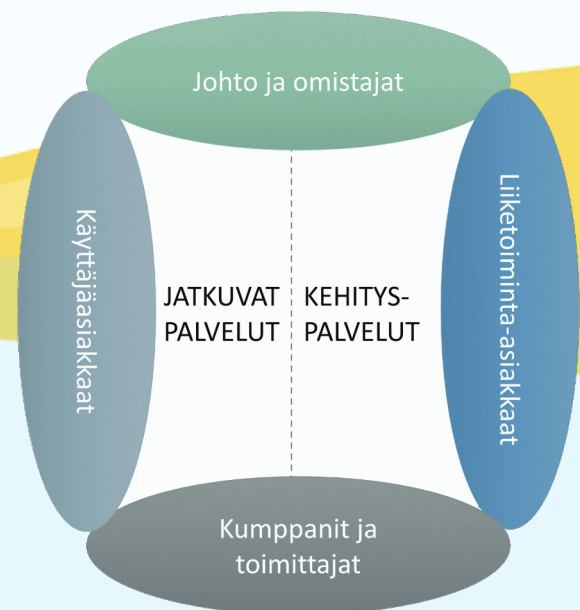 Johto ja omistajat
Käyttäjäasiakkaat
JATKUVAT
PALVELUT
KEHITYS-
PALVELUT
Liiketoiminta-asiakkaat
Kumppanit ja
toimittajat